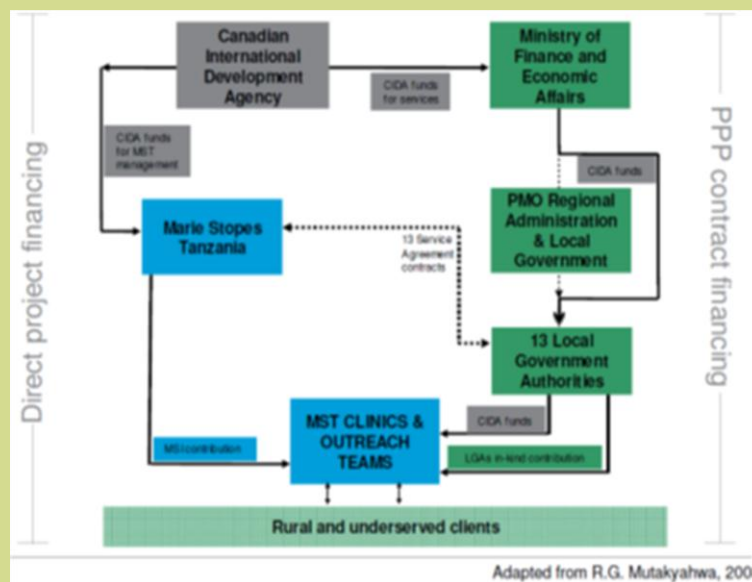 Canadian
International
Development
Agency
Ministry of
Finance and
Economic
Affairs
CIDA funds
for services
CIDA funds
for MST
management
CIDA funds
Direct project financing
PPP contract financing
Marie Stopes
Tanzania
13 Service
Agreement
contracts
PMO Regional
Administration
& Local
Government
13 Local
Government
Authorities
MST CLINICS &
OUTREACH
TEAMS
CIDA funds
MSI contribution
LGAs in-kind contribution
Rural and underserved clients
Adapted from R.G. Mutakyahwa, 200